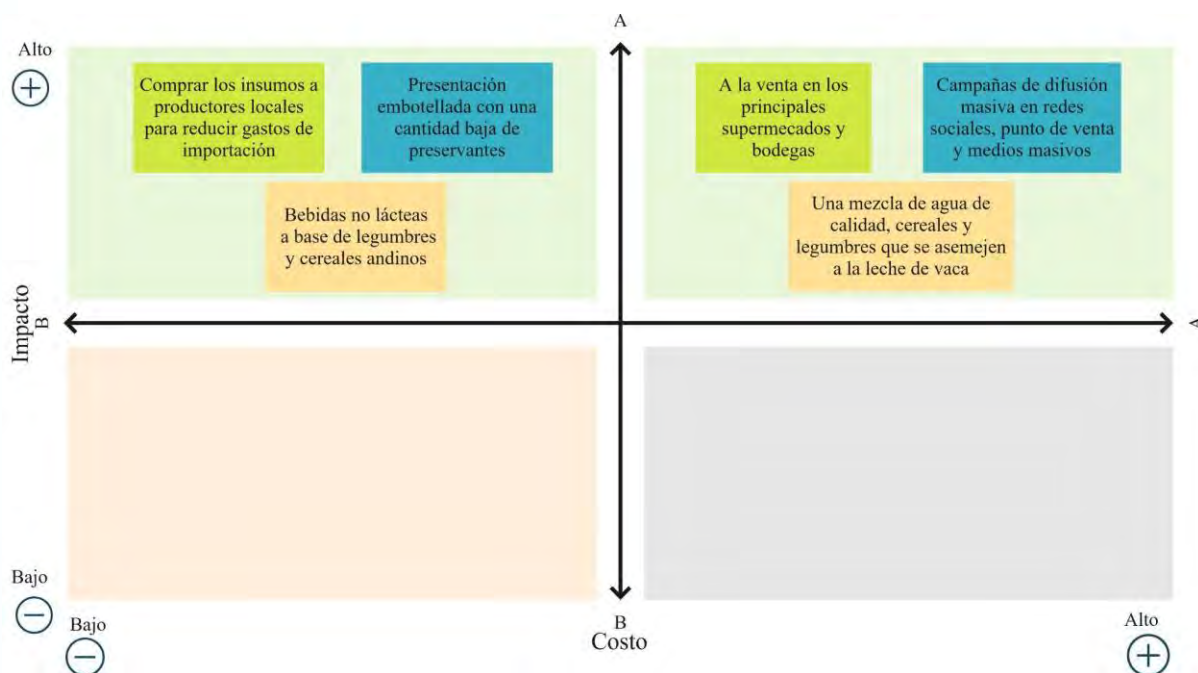 A
Alto
Comprar los insumos a
productores locales
para reducir gastos de
importación
Presentación
embotellada con una
cantidad baja de
preservantes
Bebidas no lácteas
a base de legumbres
y cereales andinos
A la venta en los
principales
supermecados y
bodegas
Campañas de difusión
masiva en redes
sociales, punto de venta
y medios masivos
Una mezcla de agua de
calidad, cereales y
legumbres que se asemejen
a la leche de vaca
Impacto
B
A
Bajo
Bajo
B
Costo
Alto